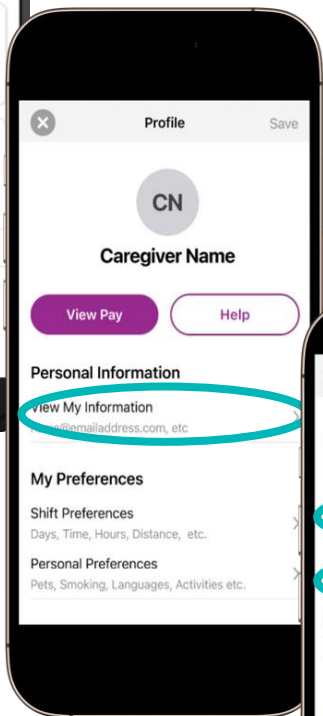 Profile
Save
CN
Caregiver Name
View Pay
Help
Personal Information
View My Information
name@emailaddress.com, etc
My Preferences
Shift Preferences
Days, Time, Hours, Distance, etc.
Personal Preferences
Pets, Smoking, Languages, Activities etc.